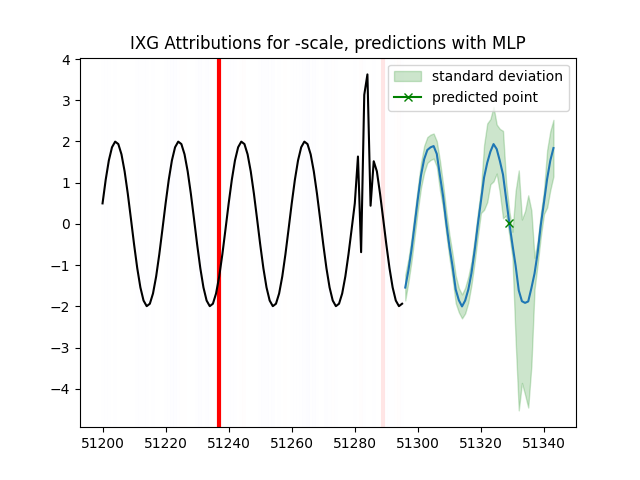 IXG Attributions for -scale, predictions with MLP
standard deviation
predicted point
4
3
2
1
0
−1
−2
−3
−4
51200 51220 51240 51260 51280 51300 51320 51340